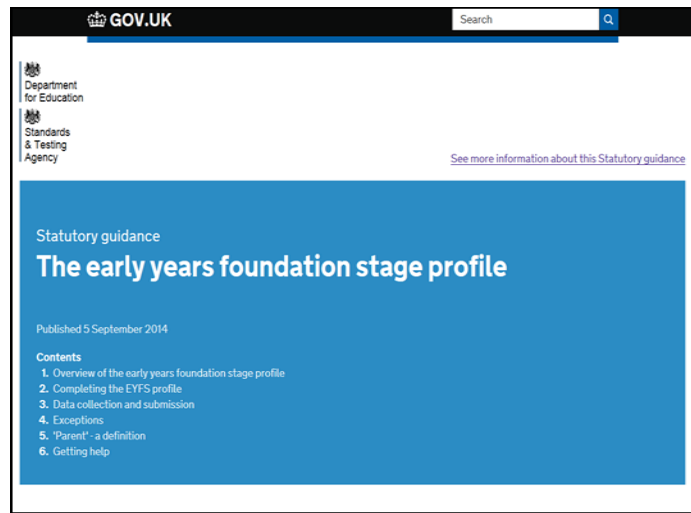 GOV.UK
Search
Department
for Education
Standards
& Testing
Agency
See more information about this Statutory guidance
Statutory guidance
The early years foundation stage profile
Published 5 September 2014
Contents
1. Overview of the early years foundation stage profile
2. Completing the EYFS profile
3. Data collection and submission
4. Exceptions
5. 'Parent' - a definition
6. Getting help